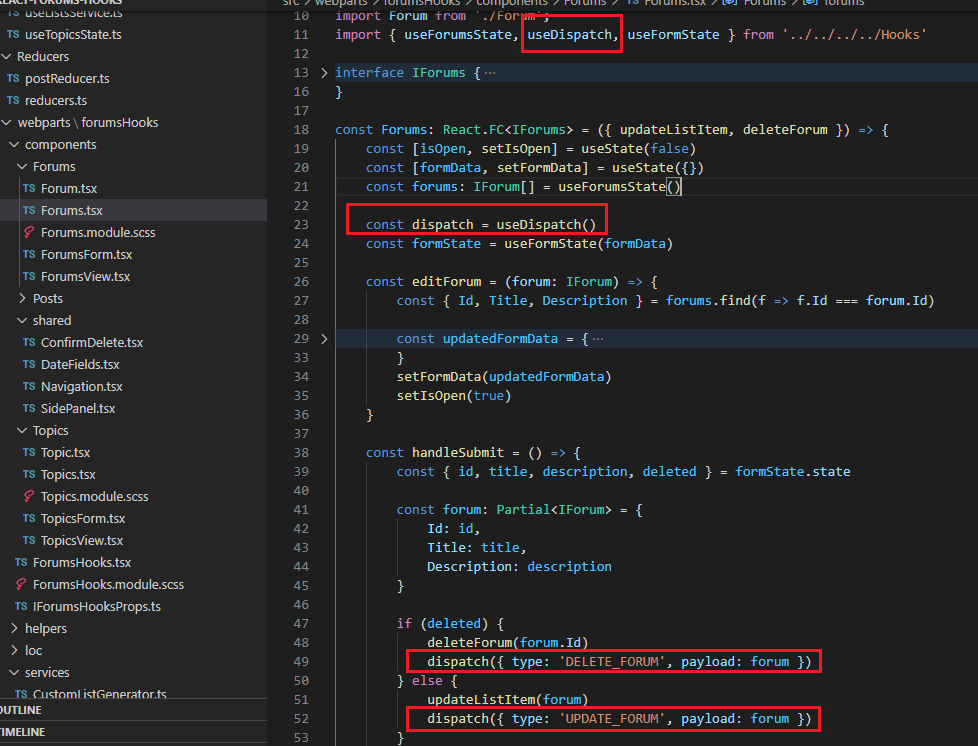 REACT-FORUMS-HOOKS
useListsService.ts
TS useTopicsState.ts
Reducers
TS postReducer.ts
TS reducers.ts
webparts \ forumsHooks
components
Forums
TS Forum.tsx
TS Forums.tsx
Forums.module.scss
TS ForumsForm.tsx
TS ForumsView.tsx
Posts
shared
TS ConfirmDelete.tsx
TS DateFields.tsx
TS Navigation.tsx
TS SidePanel.tsx
Topics
TS Topic.tsx
TS Topics.tsx
Topics.module.scss
TS TopicsForm.tsx
TS TopicsView.tsx
TS ForumsHooks.tsx
ForumsHooks.module.scss
TS IForumsHooksProps.ts
helpers
loc
services
TS CustomListGenerator.ts
OUTLINE
TIMELINE
src > webparts > forumsHooks > components > Forums > TS Forums.tsx > Forums > forums
10 import Forum from './Forum';
11 import { useForumsState, useDispatch, useFormState } from '../../../../Hooks'
12
13 interface IForums { ...
16 }
17
18 const Forums: React.FC<IForums> = ({ updateListItem, deleteForum }) => {
19 const [isOpen, setIsOpen] = useState(false)
20 const [formData, setFormData] = useState({})
21 const forums: IForum[] = useForumsState()
22
23 const dispatch = useDispatch()
24 const formState = useFormState(formData)
25
26 const editForum = (forum: IForum) => {
27 const { Id, Title, Description } = forums.find(f => f.Id === forum.Id)
28
29 const updatedFormData = { ...
33 }
34 setFormData(updatedFormData)
35 setIsOpen(true)
36 }
37
38 const handleSubmit = () => {
39 const { id, title, description, deleted } = formState.state
40
41 const forum: Partial<IForum> = {
42 Id: id,
43 Title: title,
44 Description: description
45 }
46
47 if (deleted) {
48 deleteForum(forum.Id)
49 dispatch({ type: 'DELETE_FORUM', payload: forum })
50 } else {
51 updateListItem(forum)
52 dispatch({ type: 'UPDATE_FORUM', payload: forum })
53 }